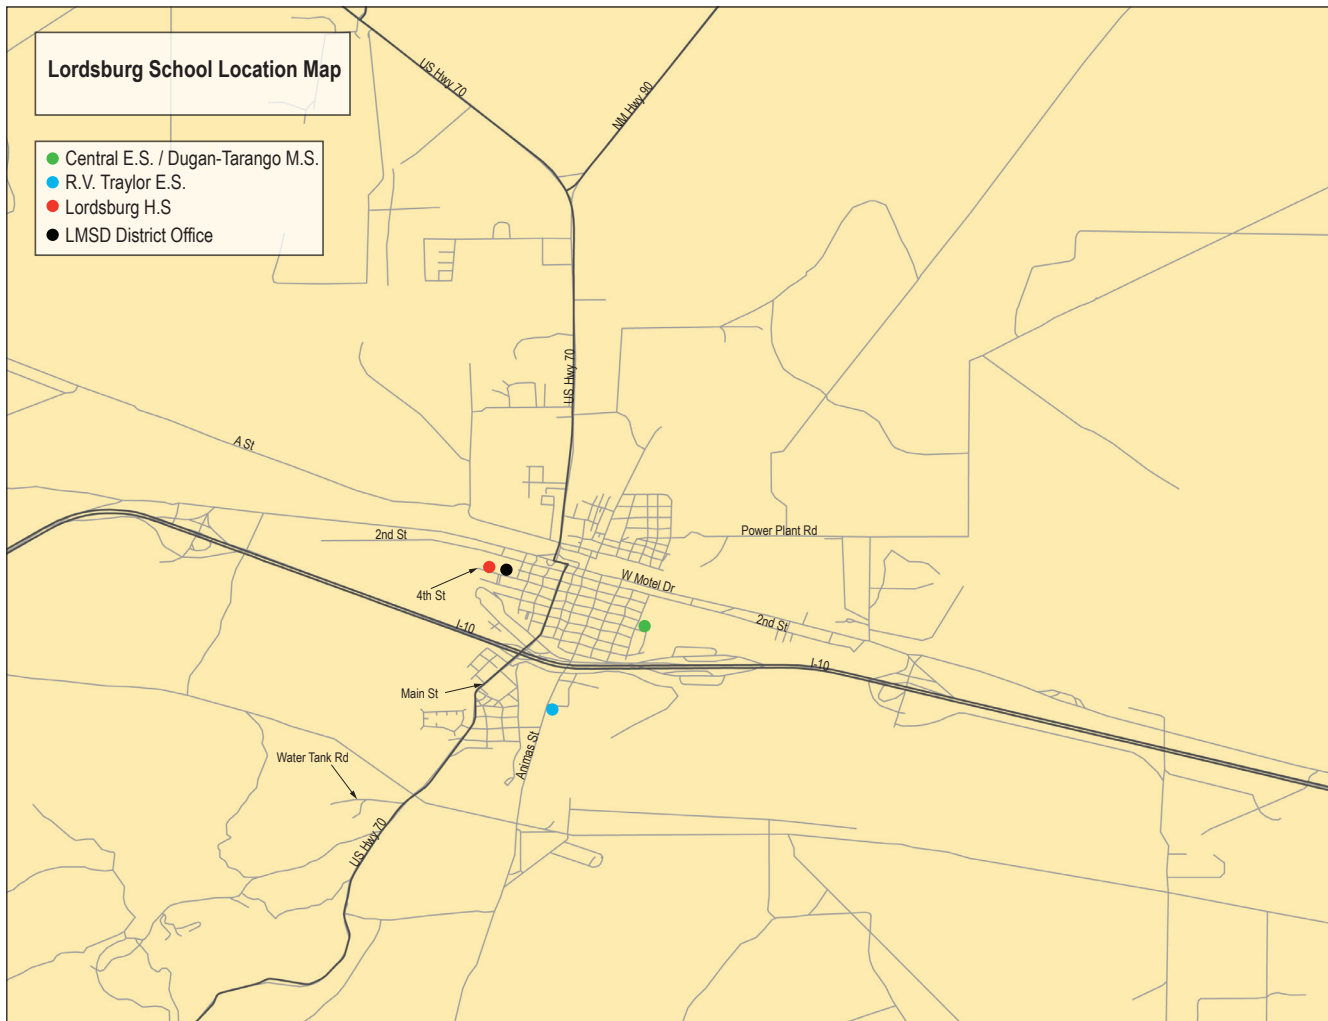 Lordsburg School Location Map
Central E.S. / Dugan-Tarango M.S.
R.V. Traylor E.S.
Lordsburg H.S
LMSD District Office
US Hwy 70
NM Hwy 90
US Hwy 70
A St
2nd St
Power Plant Rd
W Motel Dr
4th St
2nd St
I-10
I-10
Main St
Animas St
Water Tank Rd
US Hwy 70